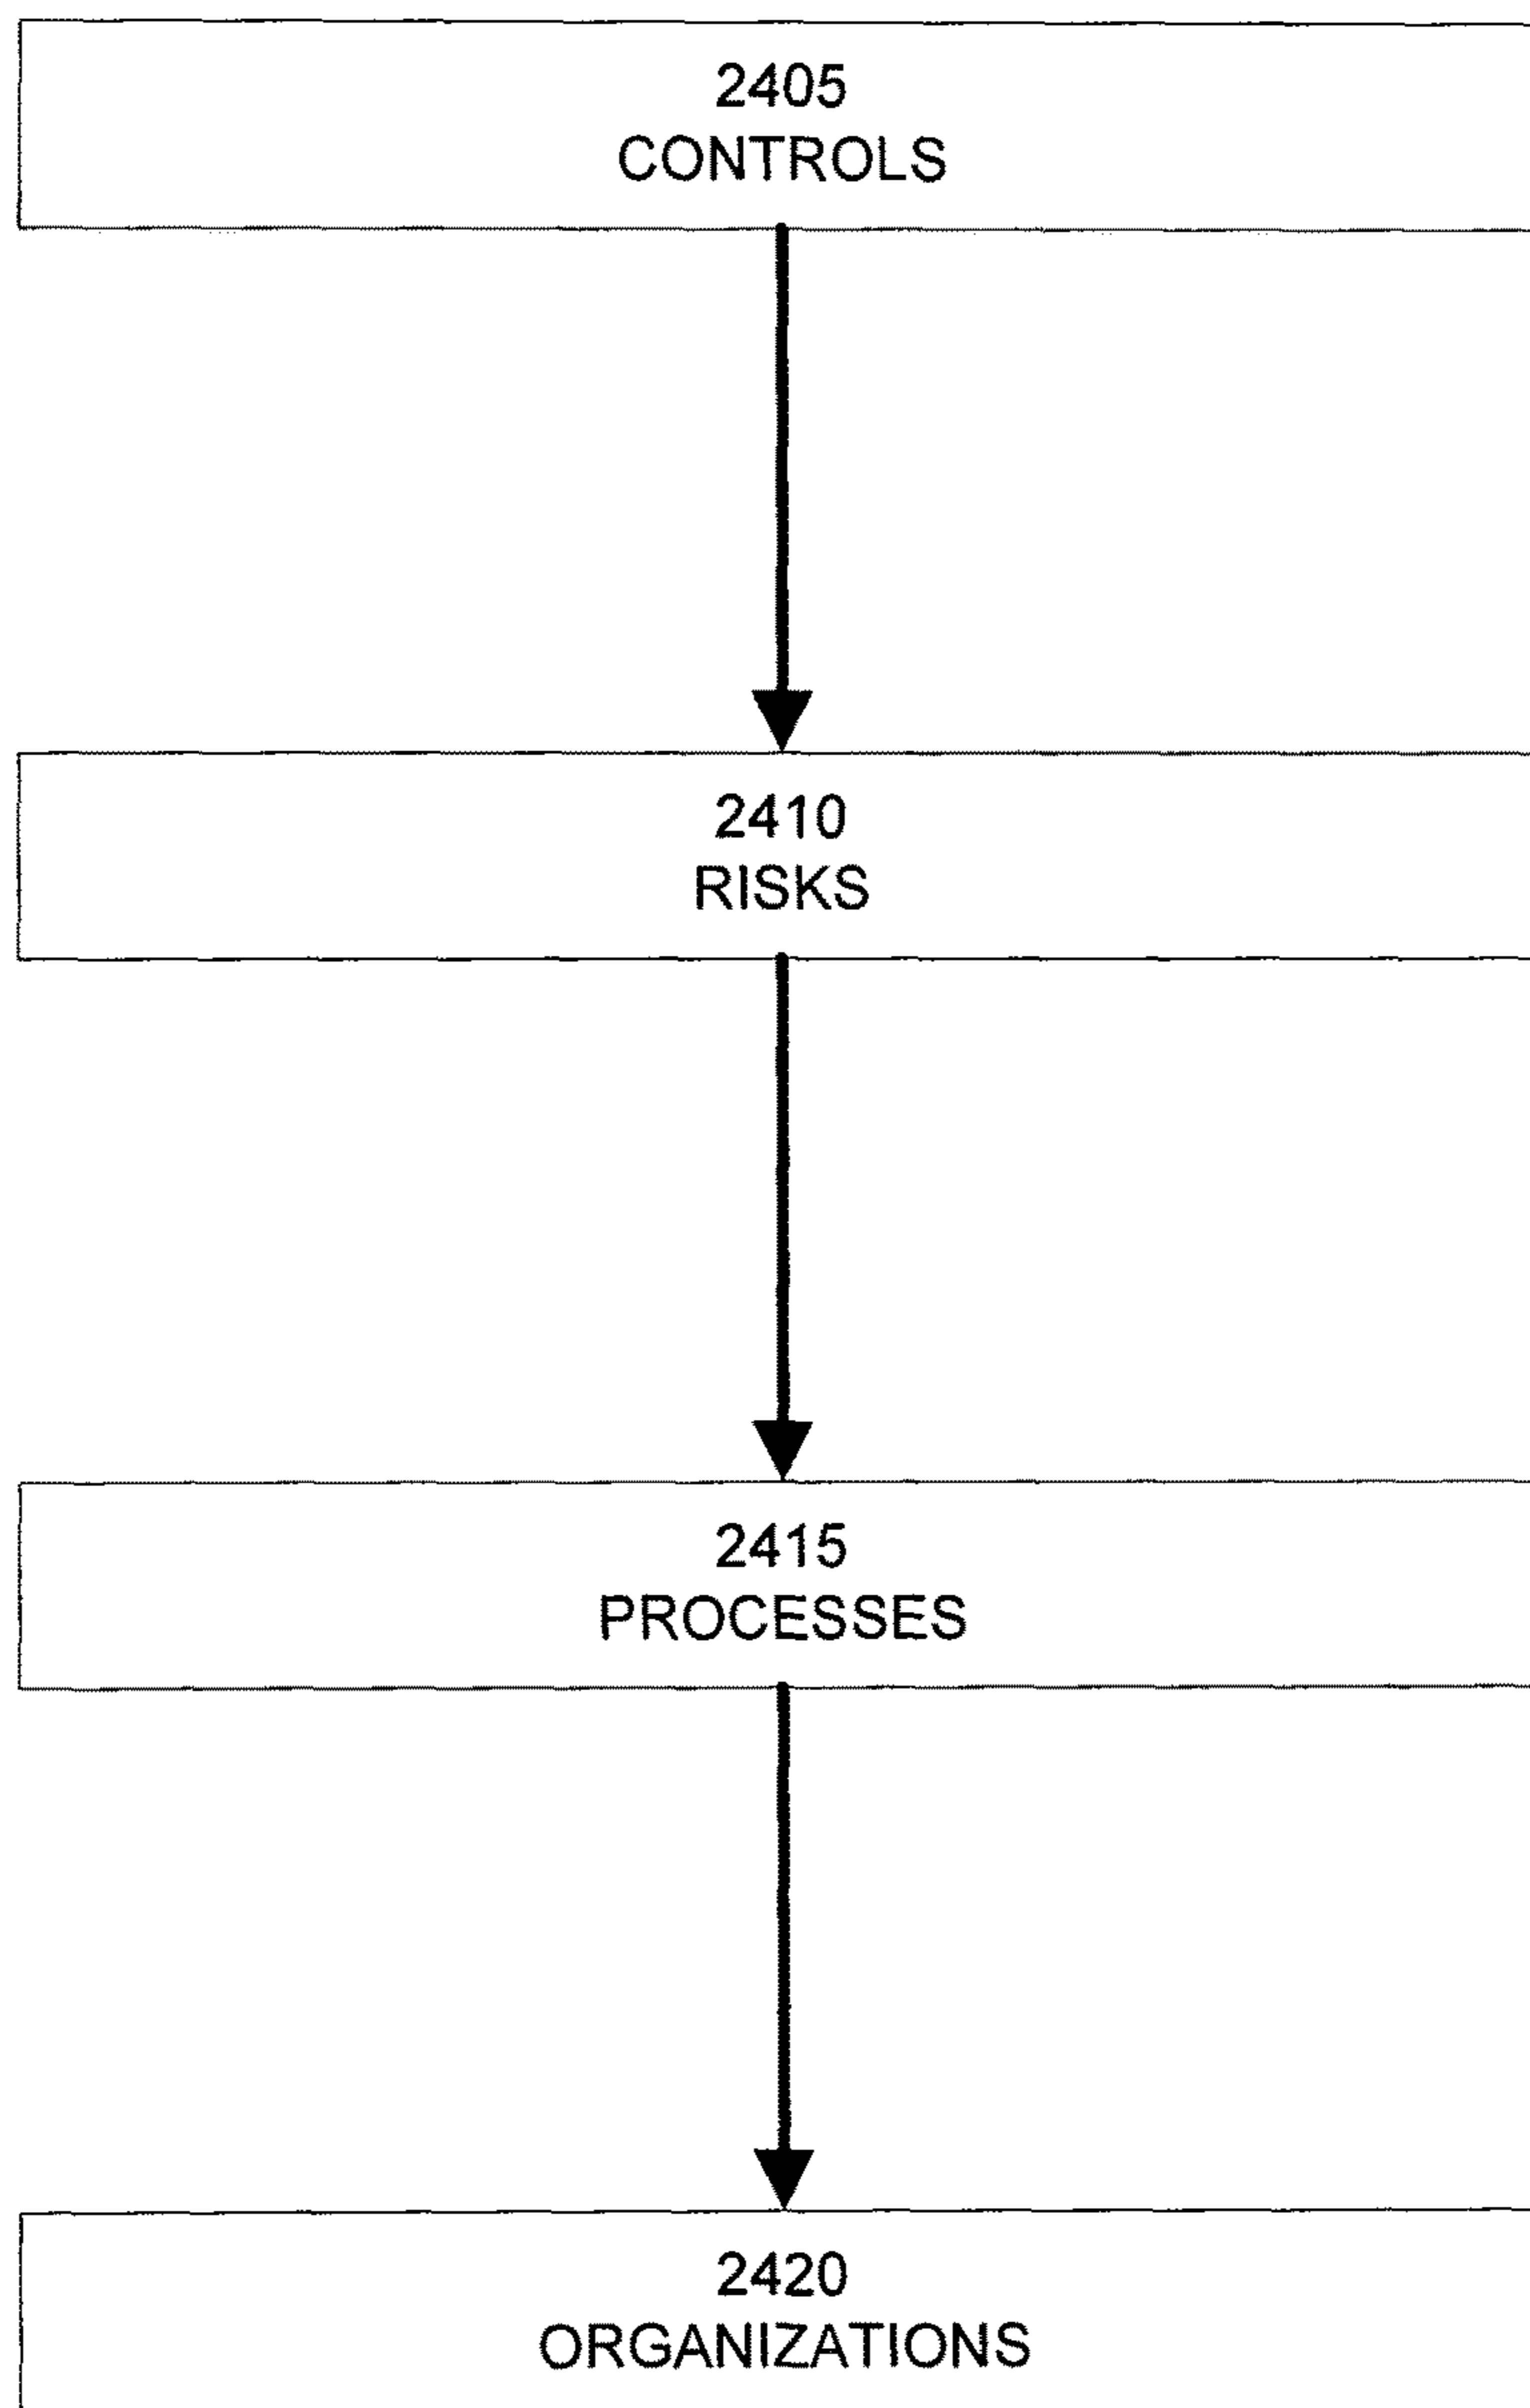 2405
CONTROLS
2410
RISKS
2415
PROCESSES
2420
ORGANIZATIONS